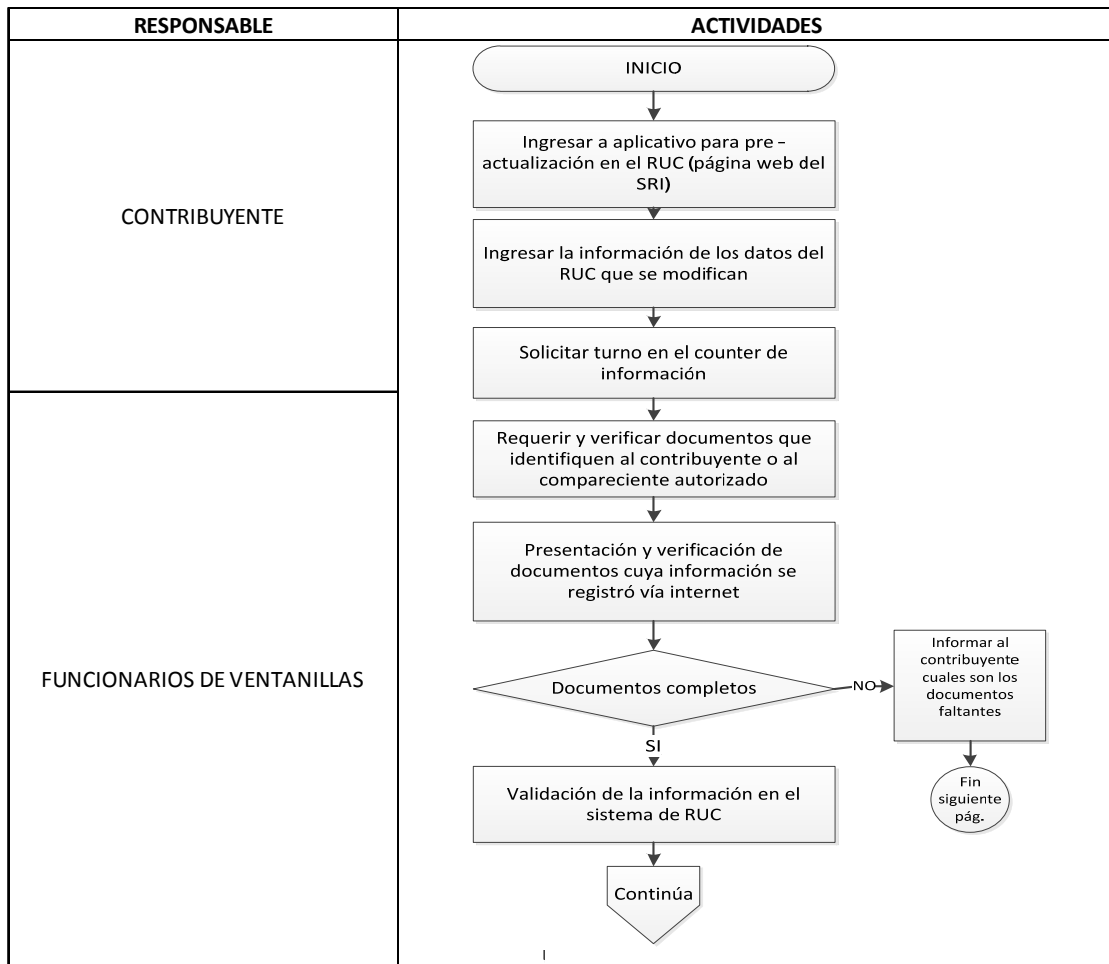 RESPONSABLE
ACTIVIDADES
CONTRIBUYENTE
INICIO
Ingresar a aplicativo para pre –
actualización en el RUC (página web del
SRI)
Ingresar la información de los datos del
RUC que se modifican
Solicitar turno en el counter de
información
FUNCIONARIOS DE VENTANILLAS
Requerir y verificar documentos que
identifiquen al contribuyente o al
compareciente autorizado
Presentación y verificación de
documentos cuya información se
registró vía internet
Documentos completos
NO
Informar al
contribuyente
cuales son los
documentos
faltantes
Fin
siguiente
pág.
SI
Validación de la información en el
sistema de RUC
Continúa